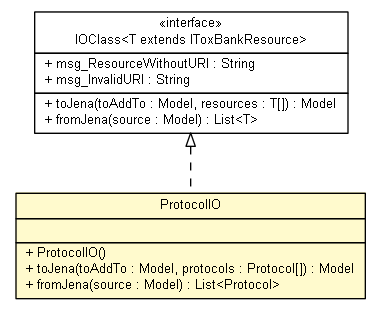 «interface»
IOClass<T extends IToxBankResource>
+ msg_ResourceWithoutURI : String
+ msg_InvalidURI : String
+ toJena(toAddTo : Model, resources : T[]) : Model
+ fromJena(source : Model) : List<T>
ProtocolIO
+ ProtocolIO()
+ toJena(toAddTo : Model, protocols : Protocol[]) : Model
+ fromJena(source : Model) : List<Protocol>